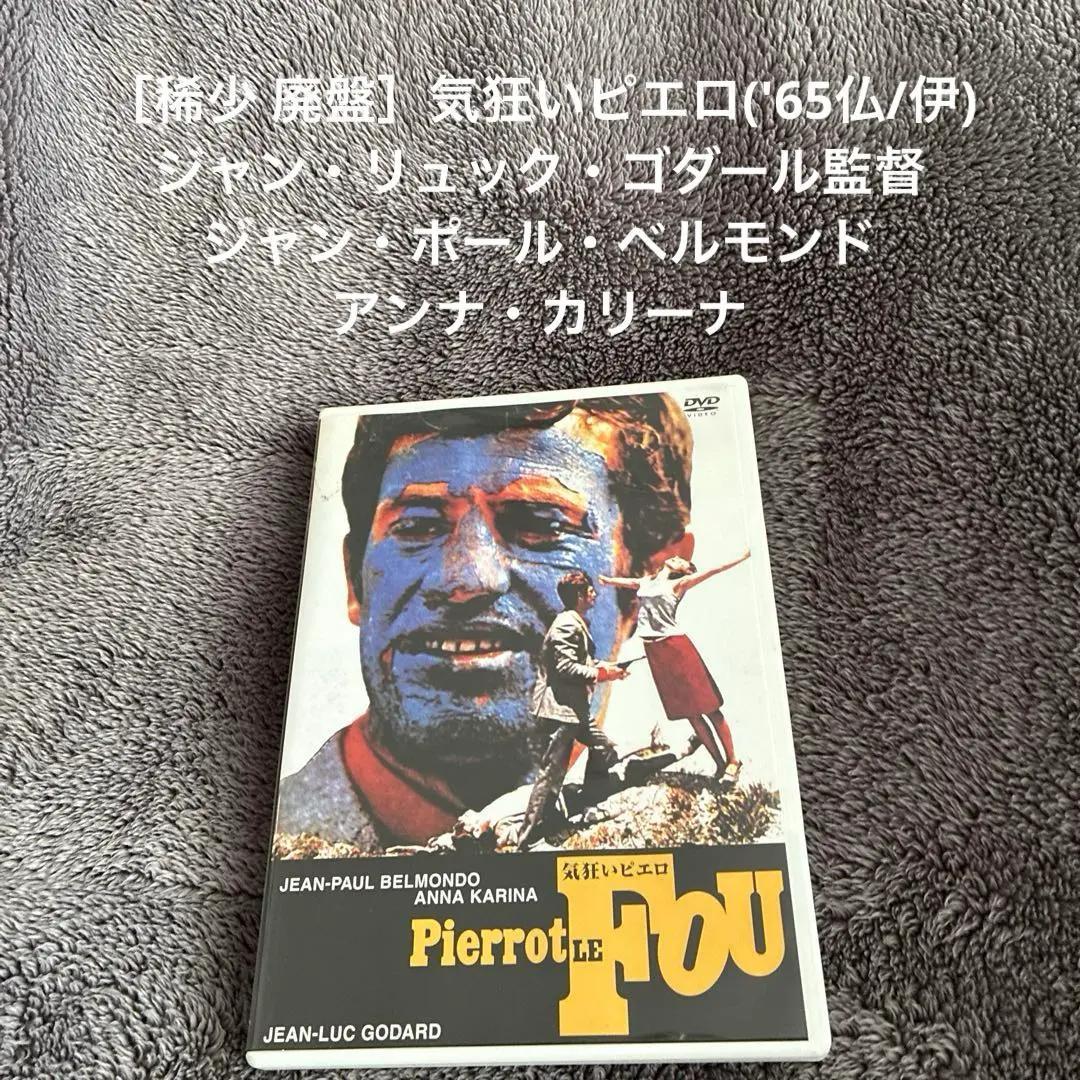 ［稀少 廃盤］気狂いピエロ('65仏/伊)
ジャン・リュック・ゴダール監督
ジャン・ポール・ベルモンド
アンナ・カリーナ
DVD
VIDEO
気狂いピエロ
JEAN-PAUL BELMONDO
ANNA KARINA
Pierrot LE FOU
JEAN-LUC GODARD